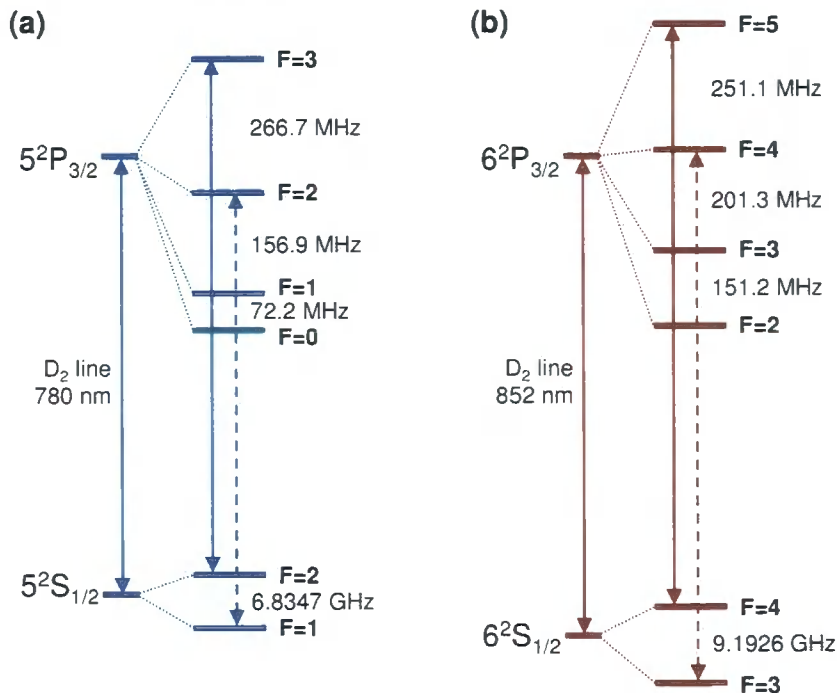 (a)
F=3
266.7 MHz
5²P₃/₂
F=2
156.9 MHz
F=1
72.2 MHz
F=0
D₂ line
780 nm
5²S₁/₂
F=2
6.8347 GHz
F=1
(b)
F=5
251.1 MHz
6²P₃/₂
F=4
201.3 MHz
F=3
151.2 MHz
F=2
D₂ line
852 nm
6²S₁/₂
F=4
9.1926 GHz
F=3